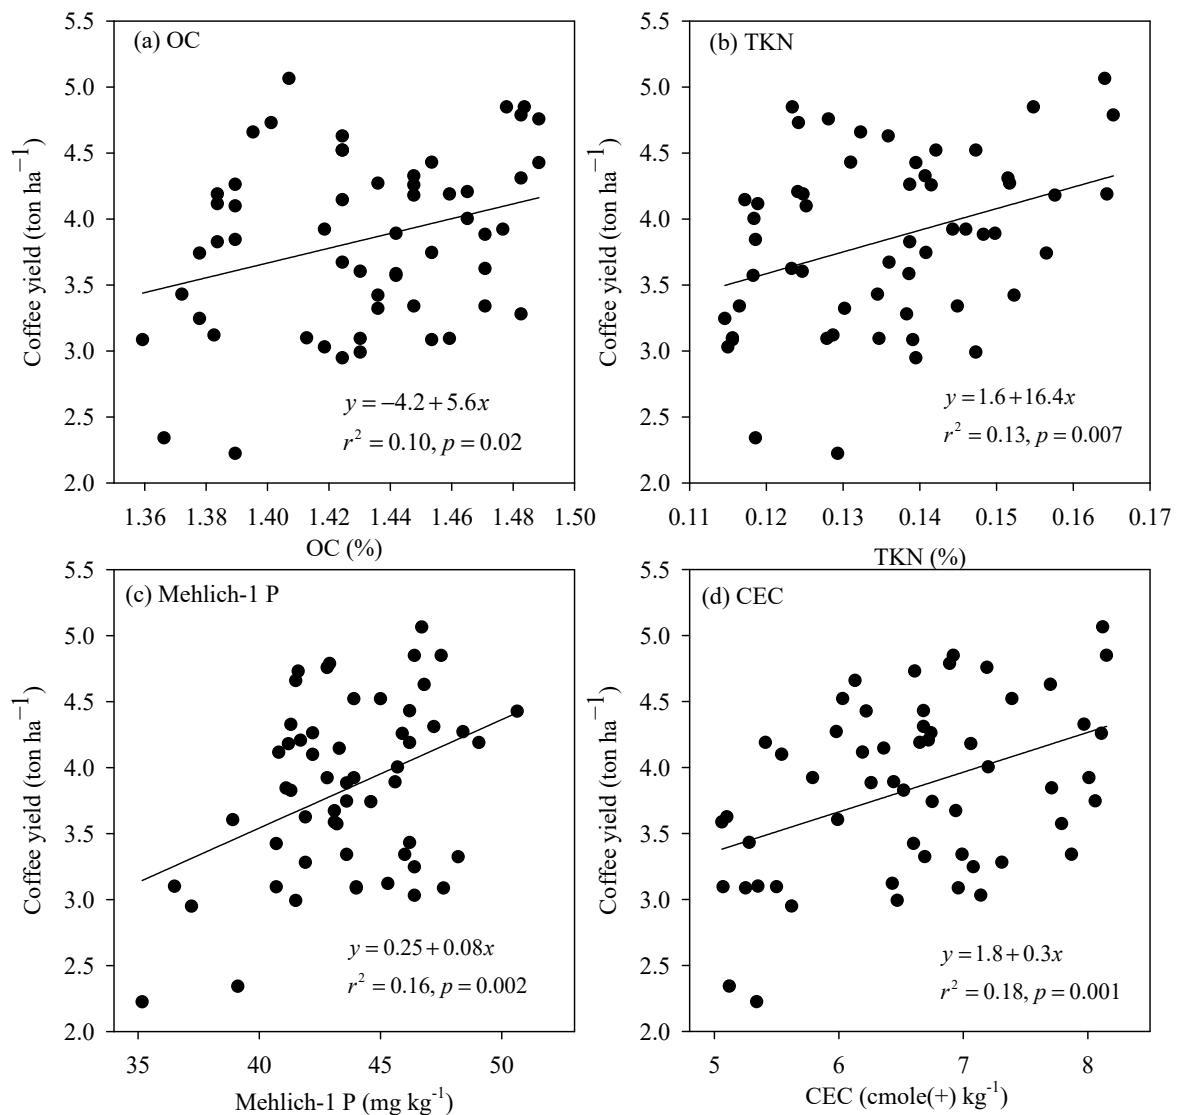 (a) OC
Coffee yield (ton ha⁻¹)
5.5
5.0
4.5
4.0
3.5
3.0
2.5
2.0
y = −4.2 + 5.6x
r² = 0.10, p = 0.02
1.36 1.38 1.40 1.42 1.44 1.46 1.48 1.50
OC (%)
(b) TKN
Coffee yield (ton ha⁻¹)
5.5
5.0
4.5
4.0
3.5
3.0
2.5
2.0
y = 1.6 + 16.4x
r² = 0.13, p = 0.007
0.11 0.12 0.13 0.14 0.15 0.16 0.17
TKN (%)
(c) Mehlich-1 P
Coffee yield (ton ha⁻¹)
5.5
5.0
4.5
4.0
3.5
3.0
2.5
2.0
y = 0.25 + 0.08x
r² = 0.16, p = 0.002
35 40 45 50
Mehlich-1 P (mg kg⁻¹)
(d) CEC
Coffee yield (ton ha⁻¹)
5.5
5.0
4.5
4.0
3.5
3.0
2.5
2.0
y = 1.8 + 0.3x
r² = 0.18, p = 0.001
5 6 7 8
CEC (cmole(+) kg⁻¹)